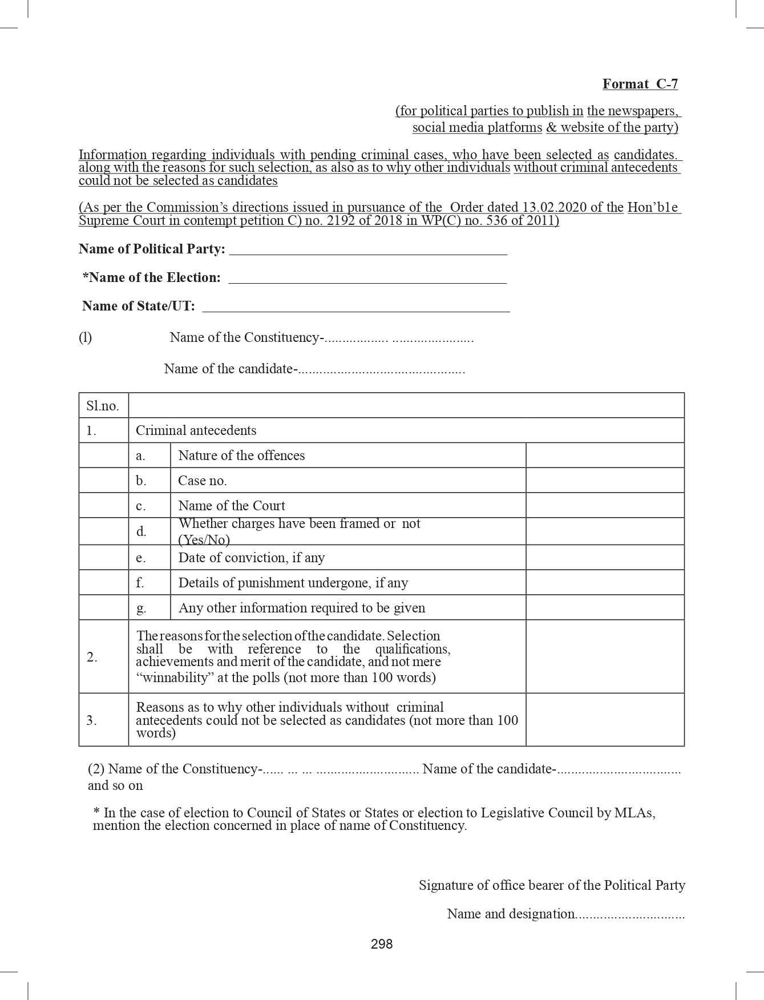 Format C-7
(for political parties to publish in the newspapers,
social media platforms & website of the party)
Information regarding individuals with pending criminal cases, who have been selected as candidates.
along with the reasons for such selection, as also as to why other individuals without criminal antecedents
could not be selected as candidates
(As per the Commission’s directions issued in pursuance of the Order dated 13.02.2020 of the Hon’b1e
Supreme Court in contempt petition C) no. 2192 of 2018 in WP(C) no. 536 of 2011)
Name of Political Party: ______________________________________
*Name of the Election: ______________________________________
Name of State/UT: __________________________________________
(l) Name of the Constituency-.................. .......................
Name of the candidate-...............................................
Sl.no.
1. Criminal antecedents
a. Nature of the offences
b. Case no.
c. Name of the Court
d. Whether charges have been framed or not
(Yes/No)
e. Date of conviction, if any
f. Details of punishment undergone, if any
g. Any other information required to be given
2. The reasons for the selection of the candidate. Selection
shall be with reference to the qualifications,
achievements and merit of the candidate, and not mere
“winnability” at the polls (not more than 100 words)
3. Reasons as to why other individuals without criminal
antecedents could not be selected as candidates (not more than 100
words)
(2) Name of the Constituency-...... ... ... ............................. Name of the candidate-...................................
and so on
* In the case of election to Council of States or States or election to Legislative Council by MLAs,
mention the election concerned in place of name of Constituency.
Signature of office bearer of the Political Party
Name and designation...............................
298